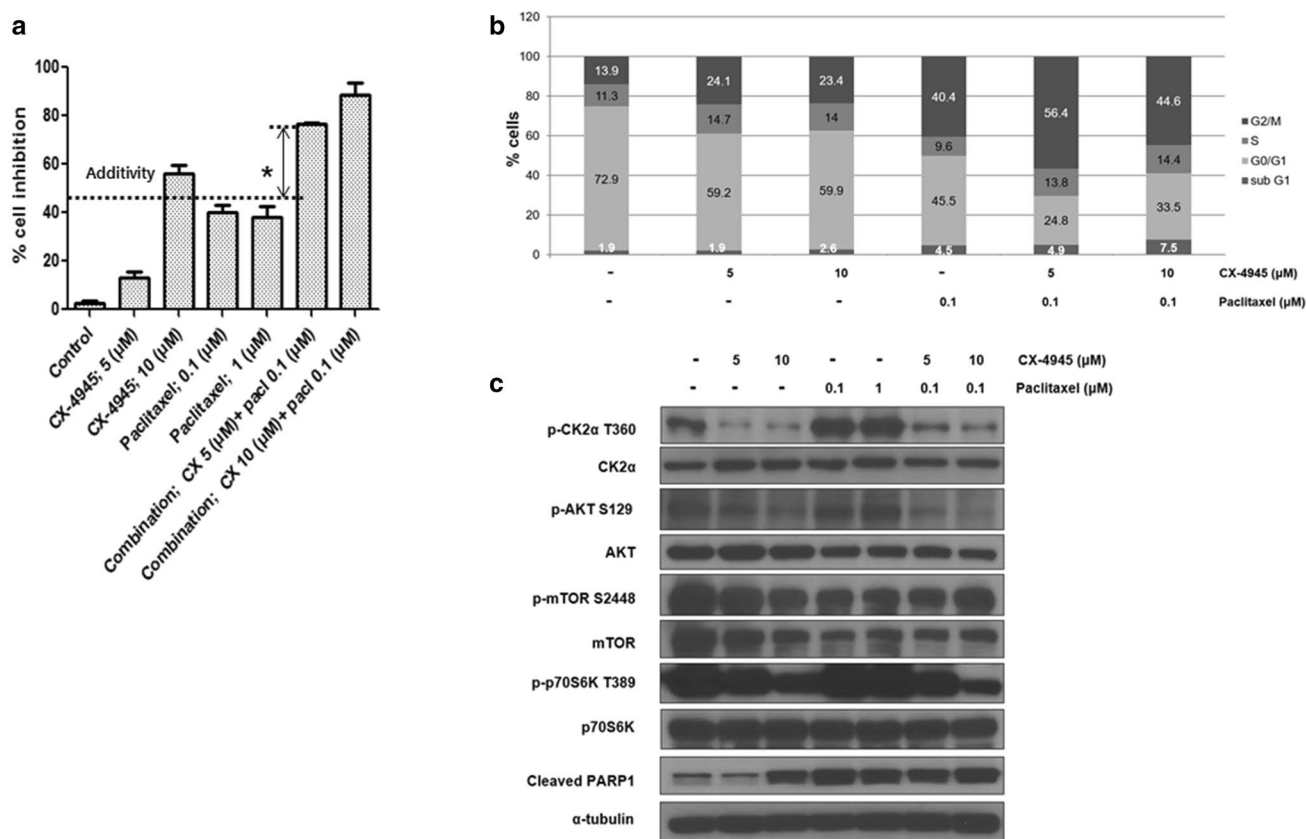 a
100
80
60
40
20
0
% cell inhibition
Additivity
*
Control
CX-4945; 5 (µM)
CX-4945; 10 (µM)
Paclitaxel; 0.1 (µM)
Paclitaxel; 1 (µM)
Combination; CX 5 (µM)+ pacl 0.1 (µM)
Combination; CX 10 (µM)+ pacl 0.1 (µM)
b
120
100
80
60
40
20
0
% cells
13.9 24.1 23.4 40.4 56.4 44.6
11.3 14.7 14 9.6 13.8 14.4
72.9 59.2 59.9 45.5 24.8 33.5
1.9 1.9 2.6 4.5 4.9 7.5
G2/M
S
G0/G1
sub G1
- 5 10 - 5 10 CX-4945 (µM)
- - - 0.1 0.1 0.1 Paclitaxel (µM)
c
- 5 10 - - 5 10 CX-4945 (µM)
- - - 0.1 1 0.1 0.1 Paclitaxel (µM)
p-CK2α T360
CK2α
p-AKT S129
AKT
p-mTOR S2448
mTOR
p-p70S6K T389
p70S6K
Cleaved PARP1
α-tubulin